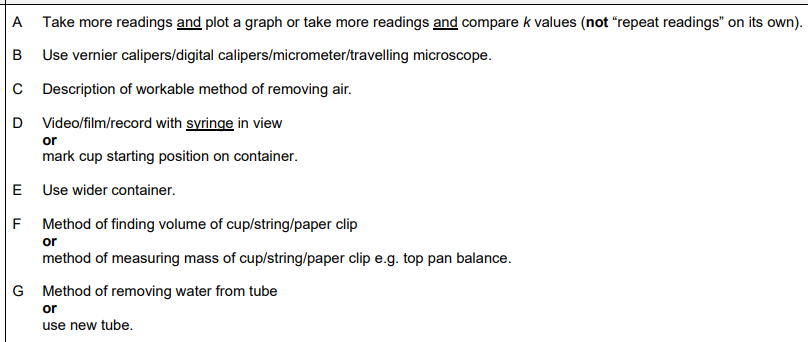 A Take more readings and plot a graph or take more readings and compare k values (not “repeat readings” on its own).
B Use vernier calipers/digital calipers/micrometer/travelling microscope.
C Description of workable method of removing air.
D Video/film/record with syringe in view
or
mark cup starting position on container.
E Use wider container.
F Method of finding volume of cup/string/paper clip
or
method of measuring mass of cup/string/paper clip e.g. top pan balance.
G Method of removing water from tube
or
use new tube.